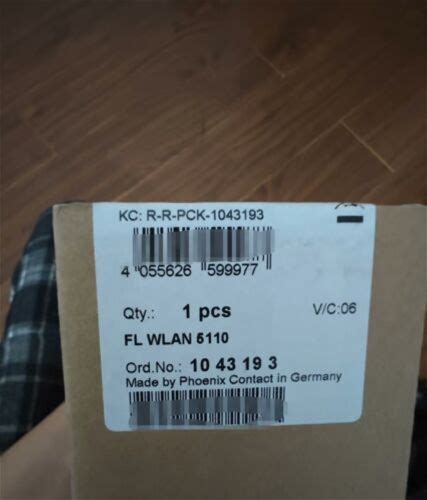 KC: R-R-PCK-1043193
4 055626 599977
Qty.: 1 pcs V/C:06
FL WLAN 5110
Ord.No.: 10 43 19 3
Made by Phoenix Contact in Germany